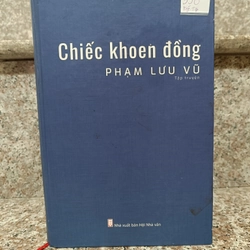 Chiếc khoen đồng
PHẠM LƯU VŨ
Tập truyện
Nhà xuất bản Hội Nhà văn